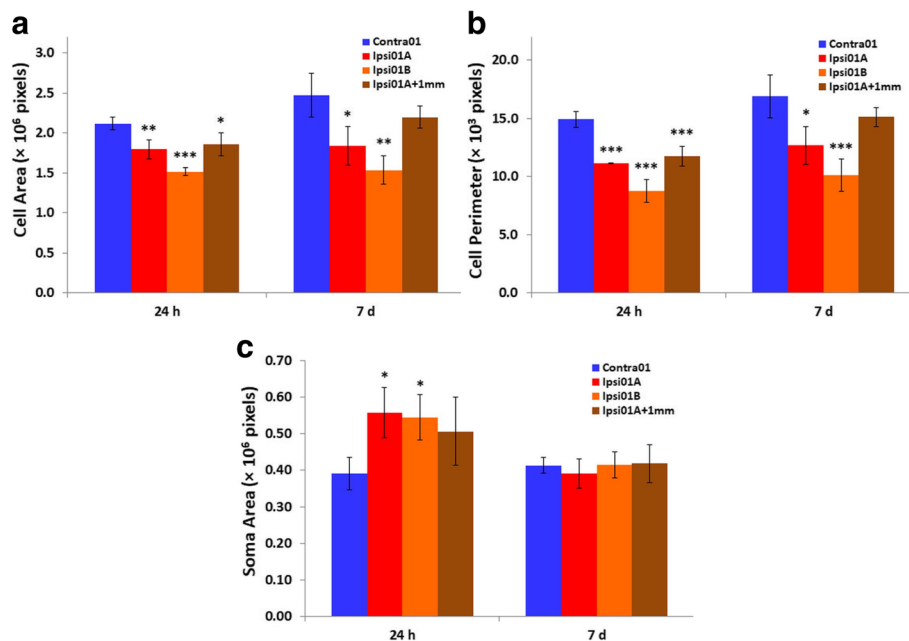 a
Cell Area (× 10⁶ pixels)
3.0
2.5
2.0
1.5
1.0
0.5
0.0
Contra01
Ipsi01A
Ipsi01B
Ipsi01A+1mm
**
***
*
*
**
24 h
7 d
b
Cell Perimeter (× 10³ pixels)
20.0
15.0
10.0
5.0
0.0
Contra01
Ipsi01A
Ipsi01B
Ipsi01A+1mm
***
***
***
*
***
24 h
7 d
c
Soma Area (× 10⁶ pixels)
0.70
0.60
0.50
0.40
0.30
0.20
0.10
0.00
Contra01
Ipsi01A
Ipsi01B
Ipsi01A+1mm
*
*
24 h
7 d